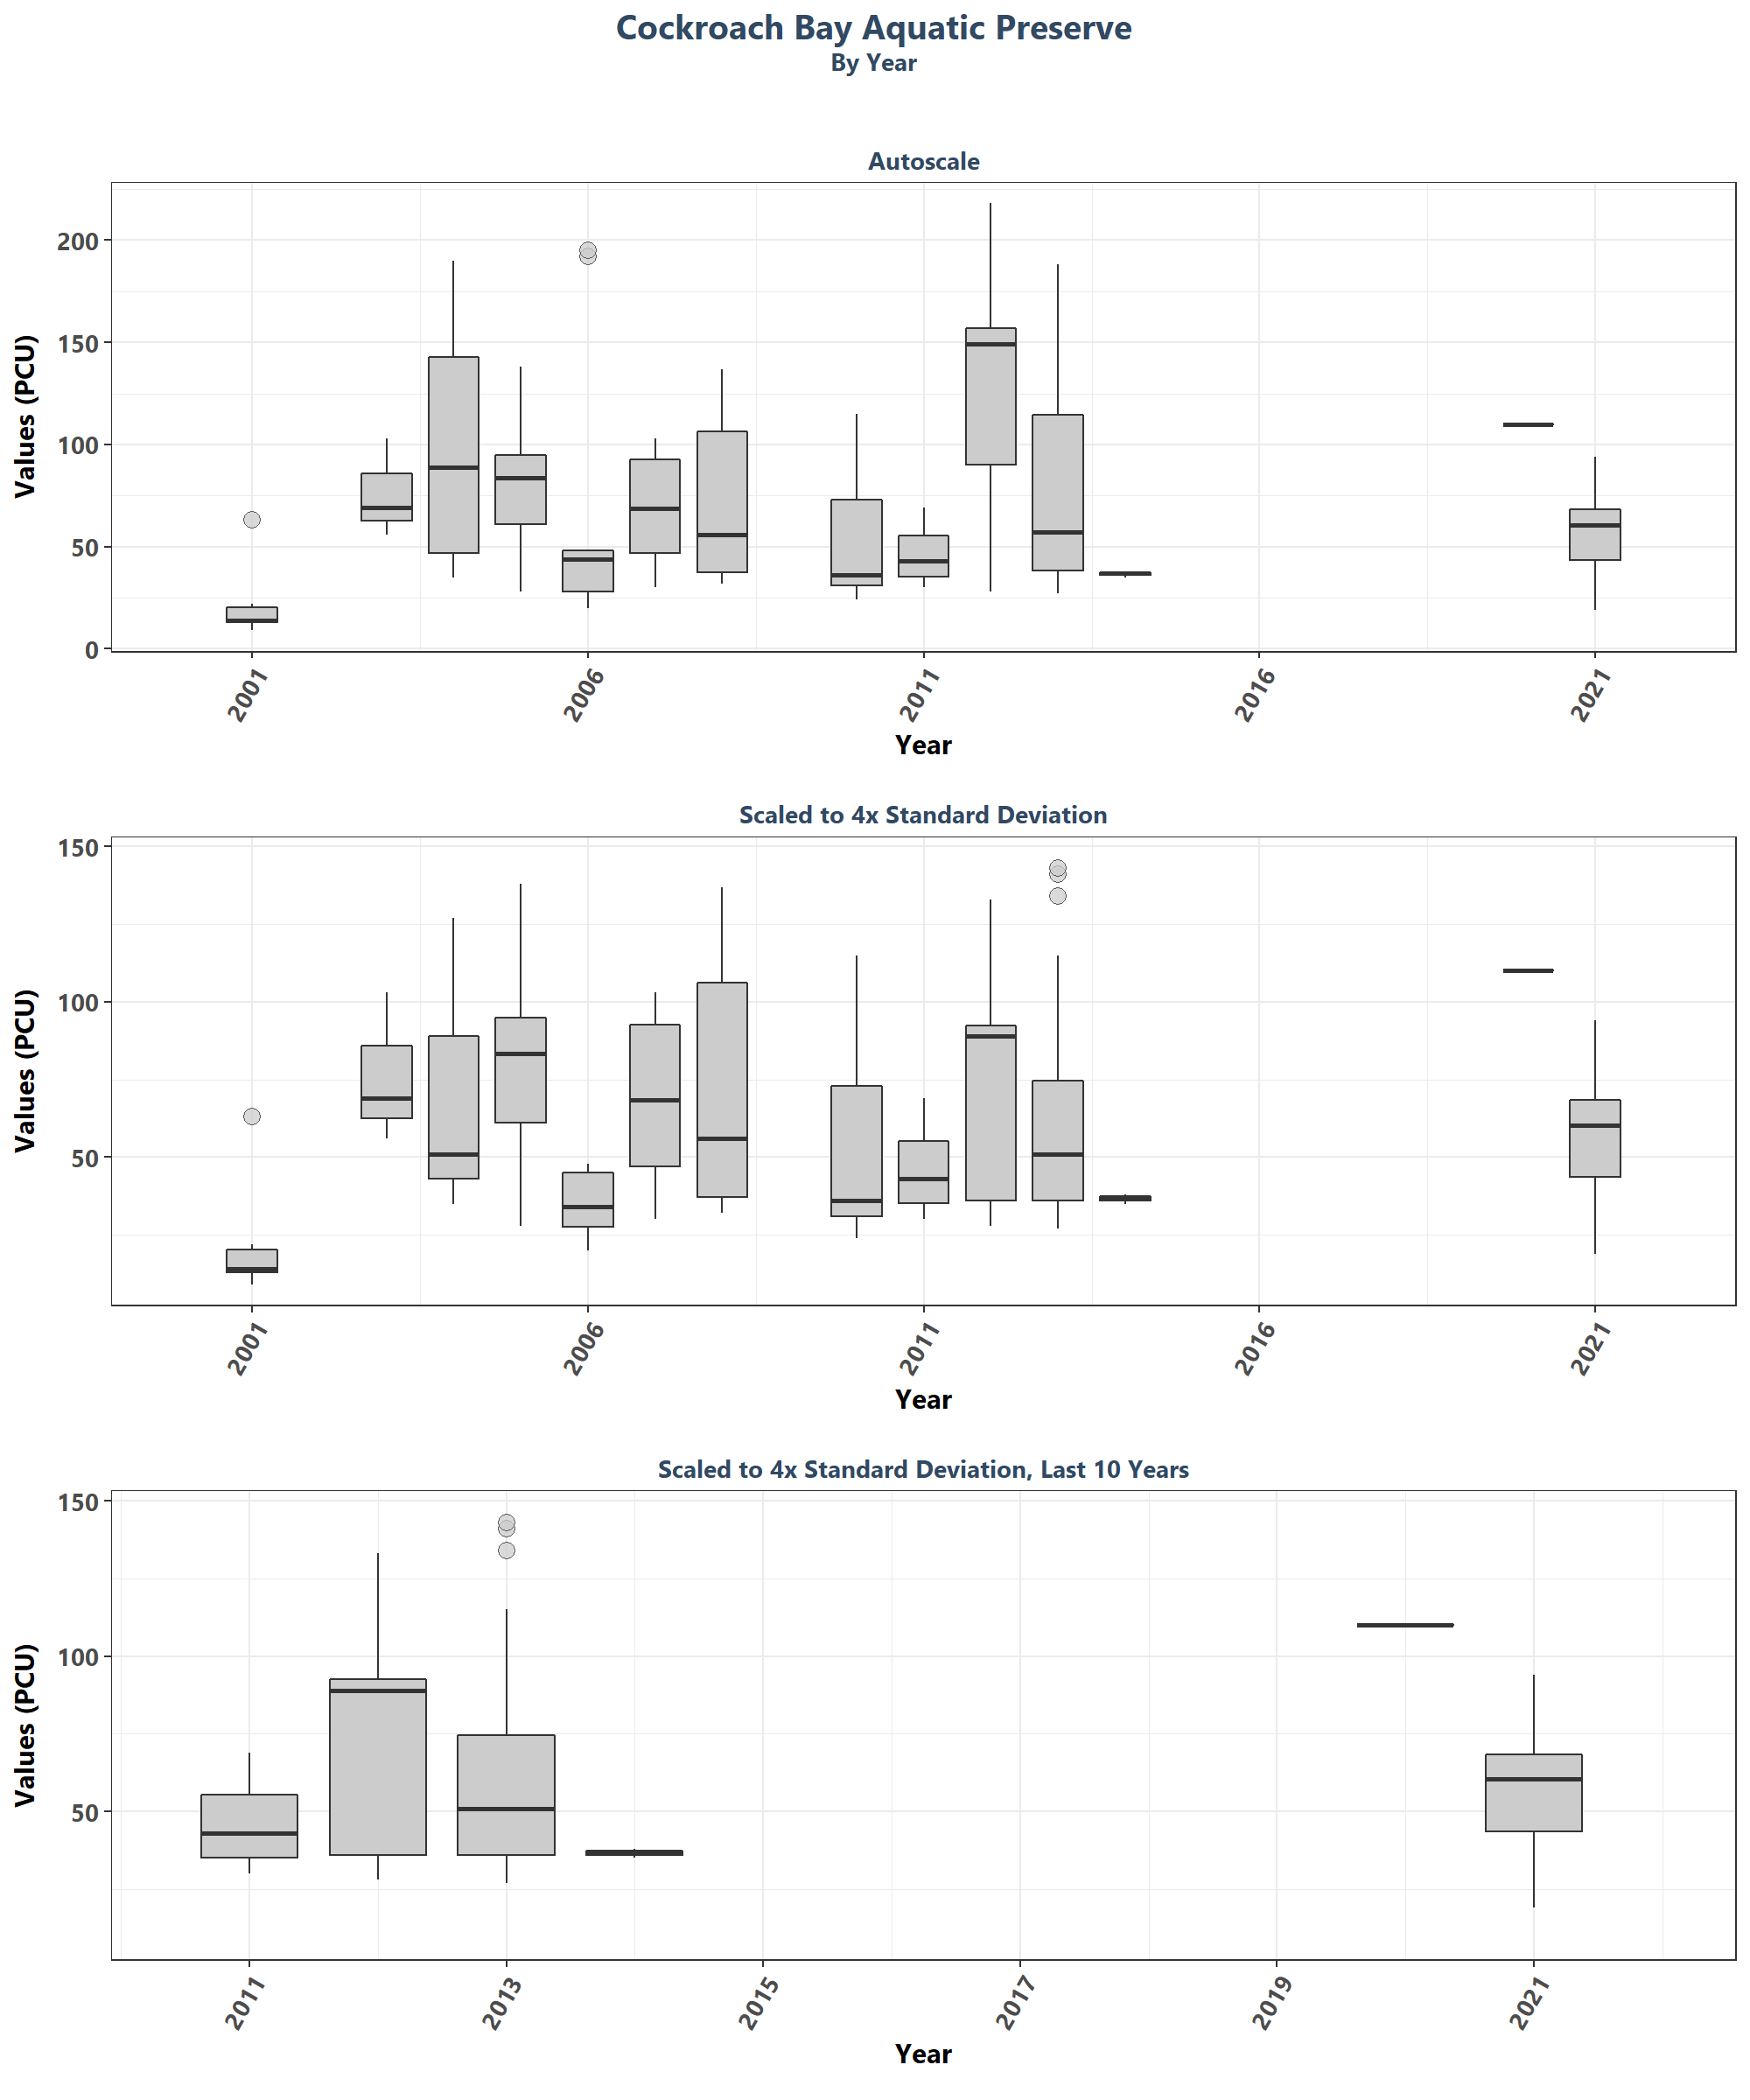 Cockroach Bay Aquatic Preserve
By Year
Autoscale
Values (PCU)
200
150
100
50
0
2001
2006
2011
2016
2021
Year
Scaled to 4x Standard Deviation
Values (PCU)
150
100
50
2001
2006
2011
2016
2021
Year
Scaled to 4x Standard Deviation, Last 10 Years
Values (PCU)
150
100
50
2011
2013
2015
2017
2019
2021
Year